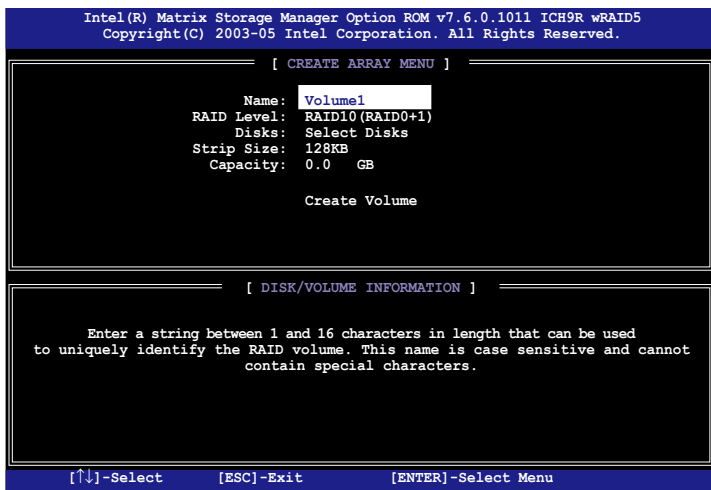 Intel(R) Matrix Storage Manager Option ROM v7.6.0.1011 ICH9R wRAID5
Copyright(C) 2003-05 Intel Corporation. All Rights Reserved.
[ CREATE ARRAY MENU ]
Name: Volume1
RAID Level: RAID10(RAID0+1)
Disks: Select Disks
Strip Size: 128KB
Capacity: 0.0 GB
Create Volume
[ DISK/VOLUME INFORMATION ]
Enter a string between 1 and 16 characters in length that can be used
to uniquely identify the RAID volume. This name is case sensitive and cannot
contain special characters.
[↑↓]-Select [ESC]-Exit [ENTER]-Select Menu